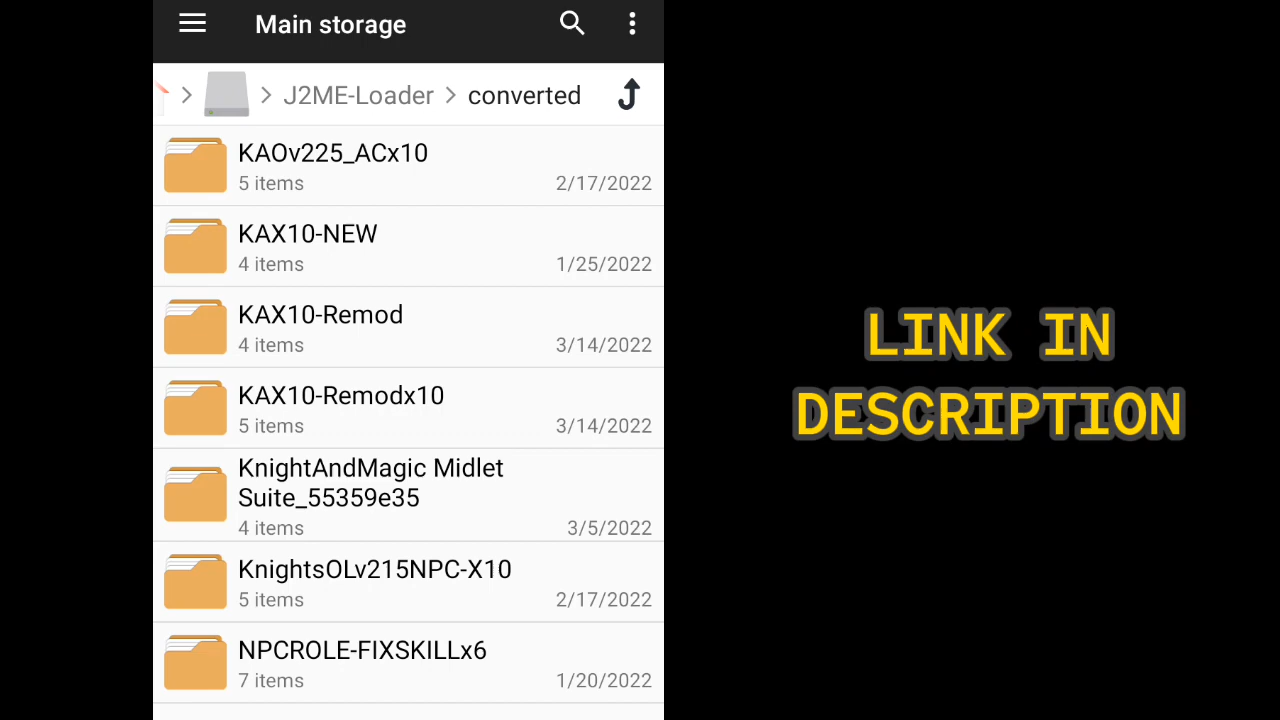 Main storage
J2ME-Loader > converted
KAOv225_ACx10
5 items 2/17/2022
KAX10-NEW
4 items 1/25/2022
KAX10-Remod
4 items 3/14/2022
KAX10-Remodx10
5 items 3/14/2022
KnightAndMagic Midlet
Suite_55359e35
4 items 3/5/2022
KnightsOLv215NPC-X10
5 items 2/17/2022
NPCROLE-FIXSKILLx6
7 items 1/20/2022
LINK IN
DESCRIPTION